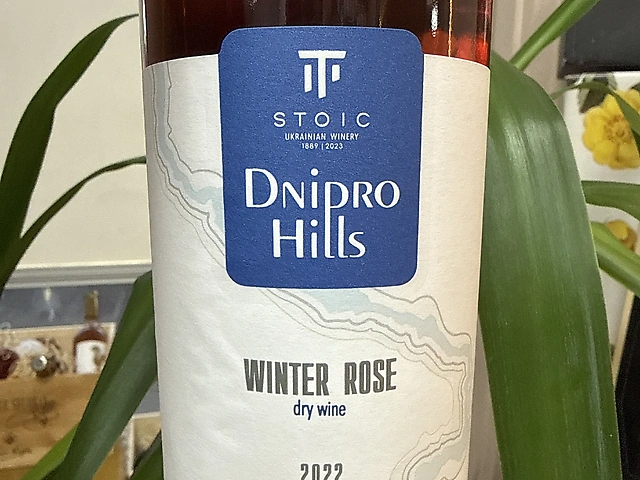 STOIC
UKRAINIAN WINERY
1889 | 2023
Dnipro
Hills
WINTER ROSE
dry wine
2022